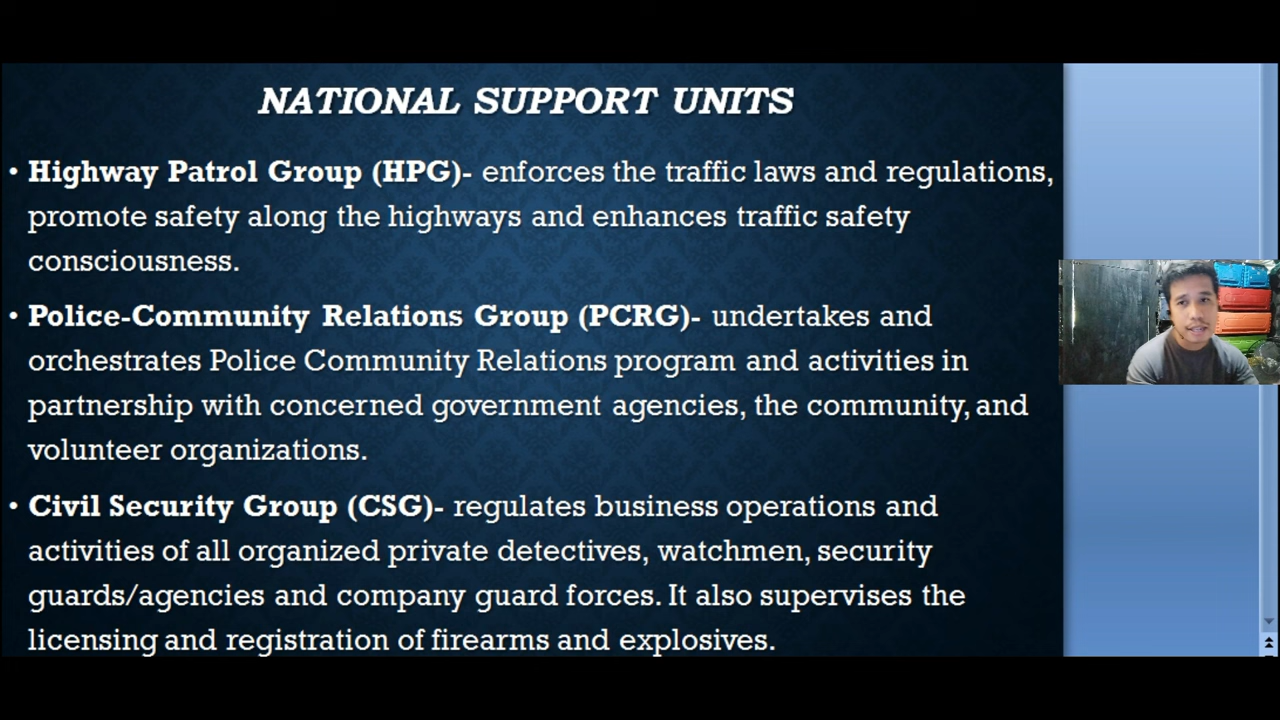 NATIONAL SUPPORT UNITS
• Highway Patrol Group (HPG)- enforces the traffic laws and regulations,
promote safety along the highways and enhances traffic safety
consciousness.
• Police-Community Relations Group (PCRG)- undertakes and
orchestrates Police Community Relations program and activities in
partnership with concerned government agencies, the community, and
volunteer organizations.
• Civil Security Group (CSG)- regulates business operations and
activities of all organized private detectives, watchmen, security
guards/agencies and company guard forces. It also supervises the
licensing and registration of firearms and explosives.